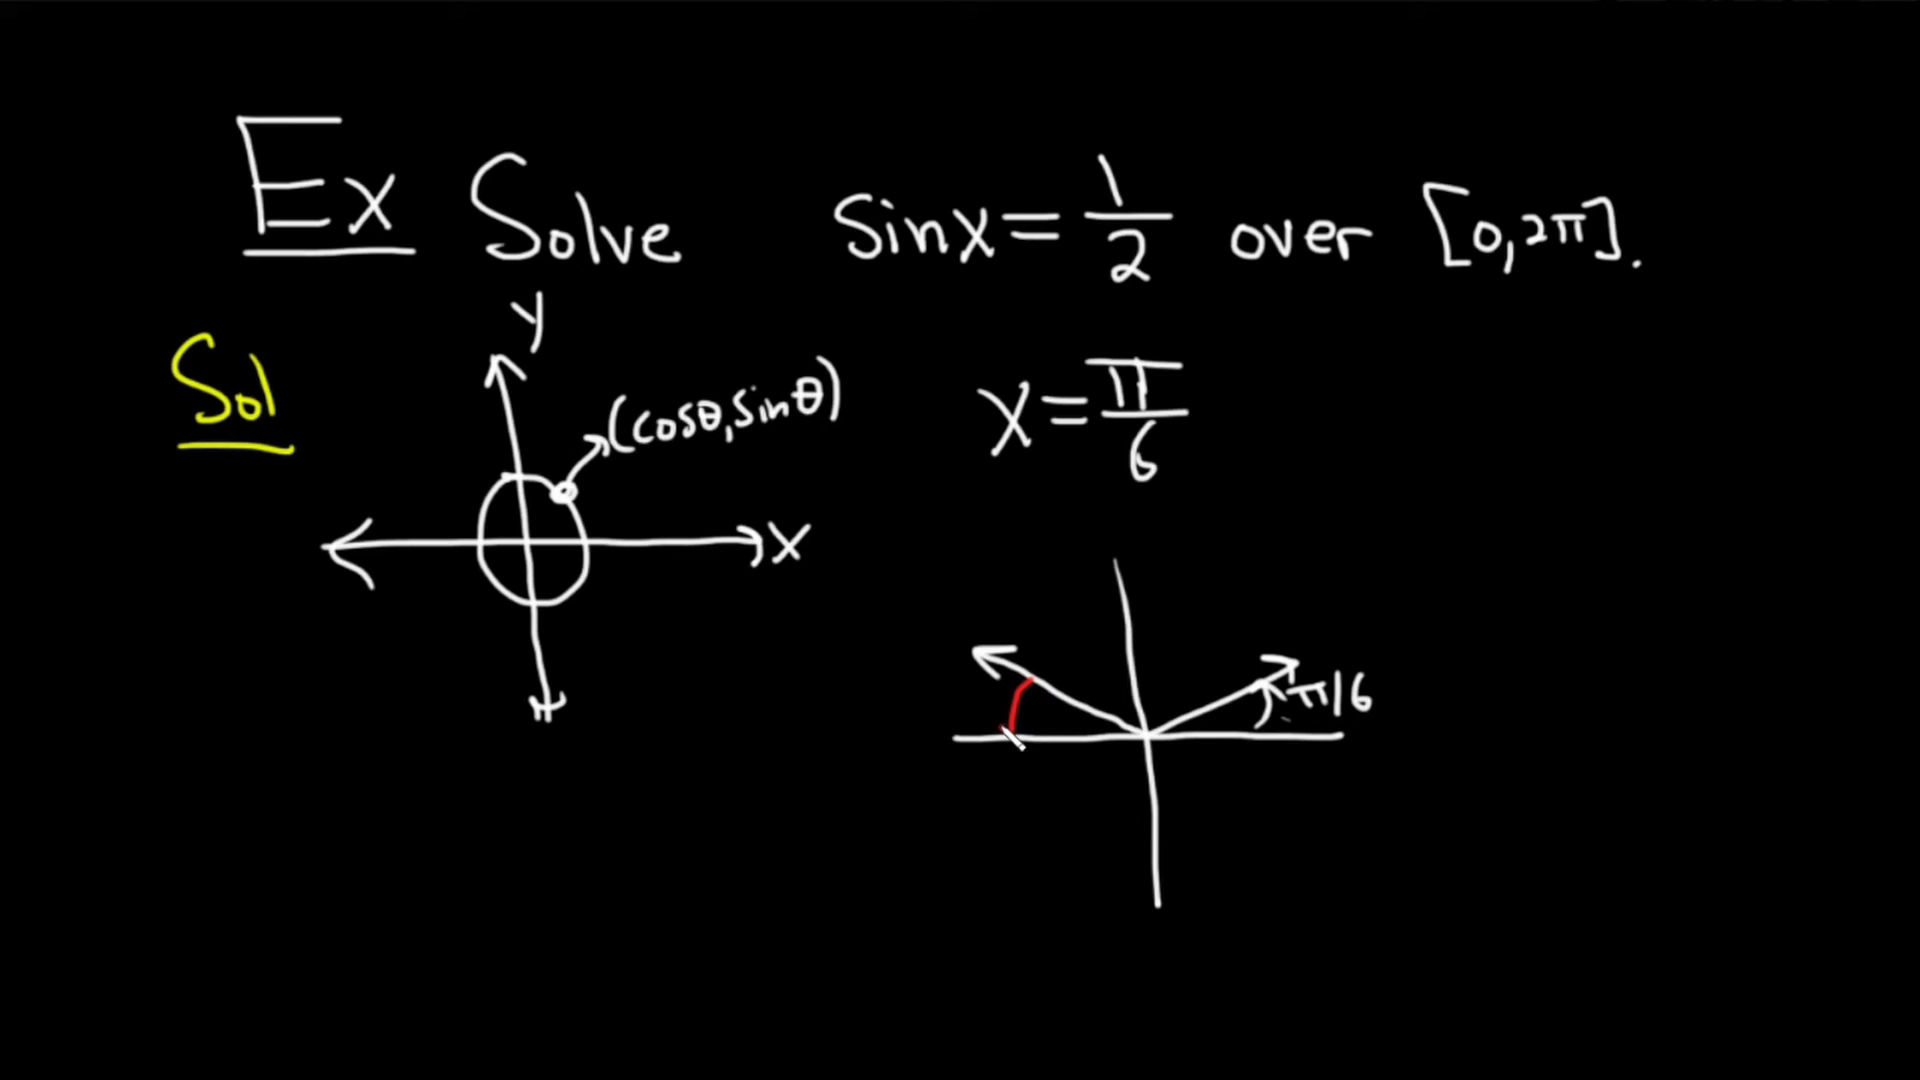 Ex Solve sinx = 1/2 over [0,2π].
Sol
y
(cosθ, sinθ)
x = π/6
x
π/6